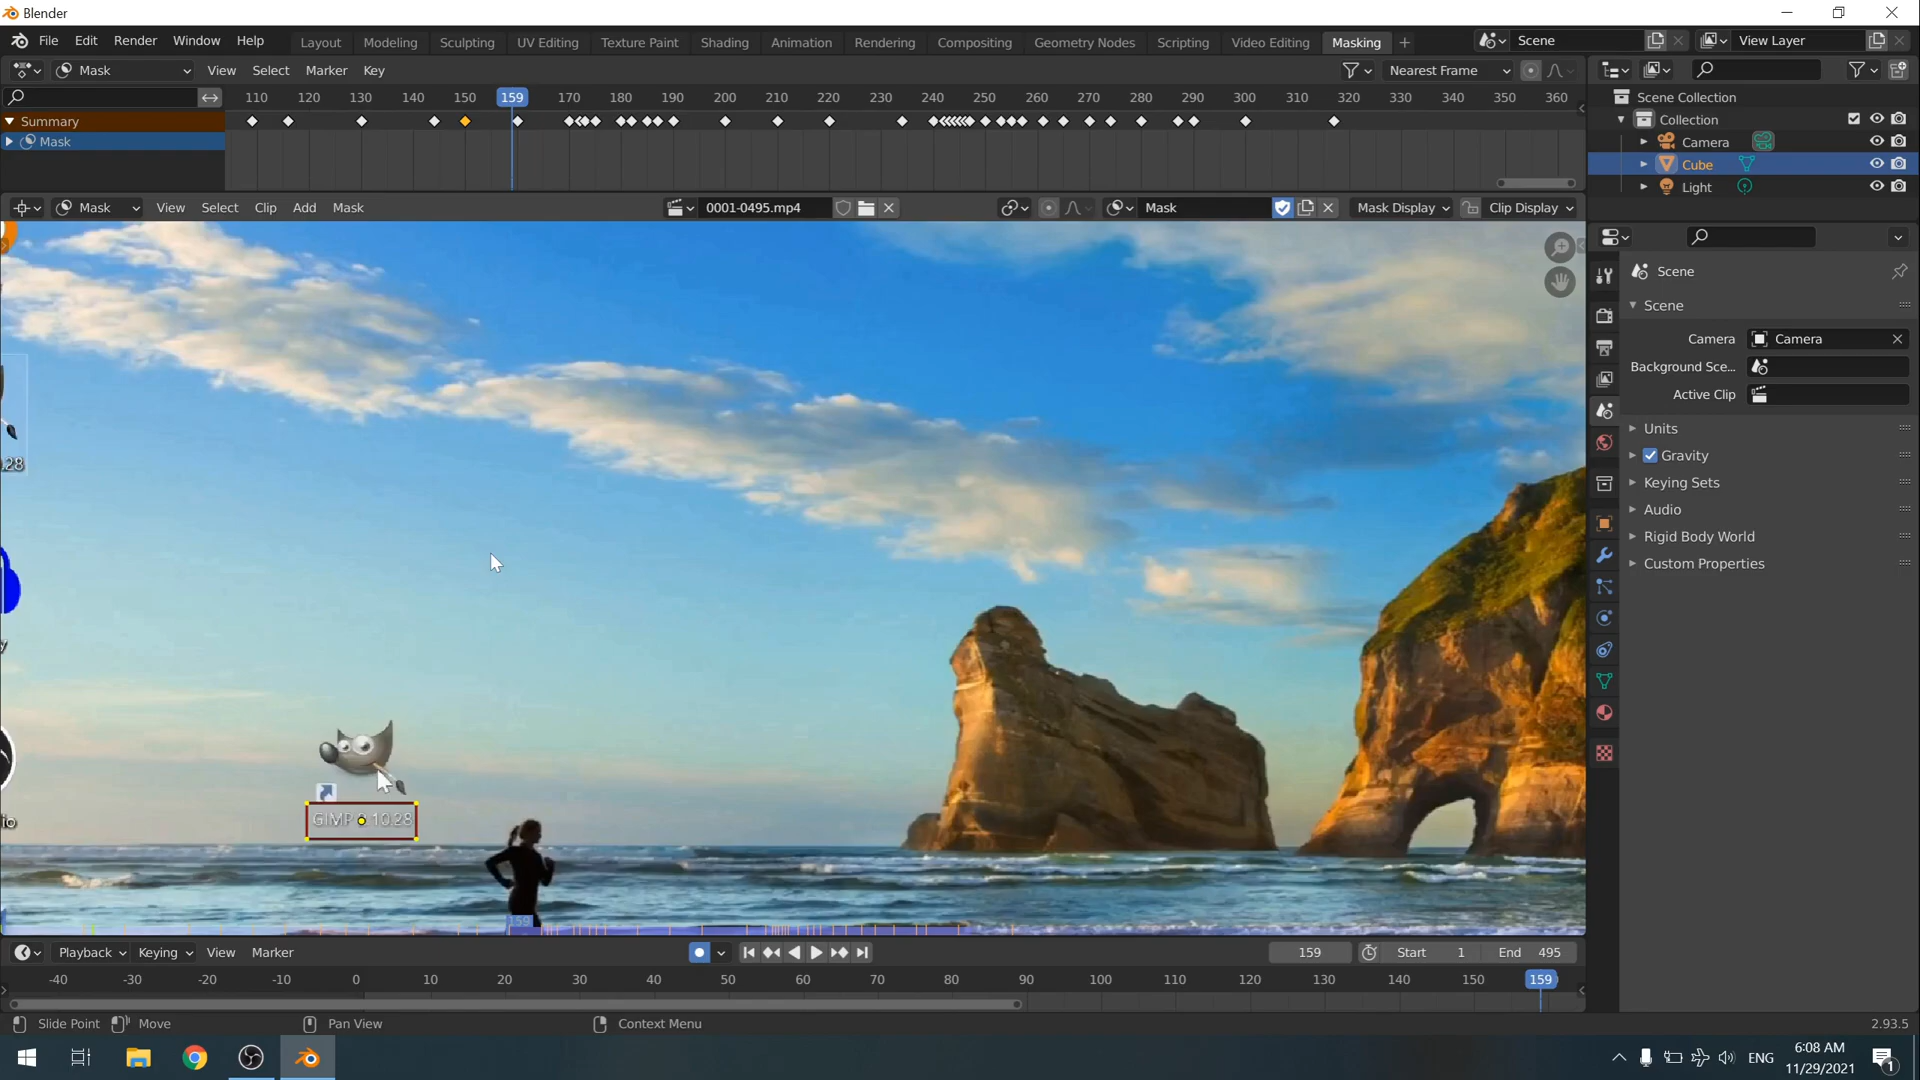 Blender
File Edit Render Window Help Layout Modeling Sculpting UV Editing Texture Paint Shading Animation Rendering Compositing Geometry Nodes Scripting Video Editing Masking + Scene View Layer
Mask View Select Marker Key Nearest Frame
110 120 130 140 150 159 170 180 190 200 210 220 230 240 250 260 270 280 290 300 310 320 330 340 350 360
Summary
Mask
Mask View Select Clip Add Mask 0001-0495.mp4 Mask Mask Display Clip Display
Scene Collection
Collection
Camera
Cube
Light
Scene
Scene
Camera Camera
Background Sce...
Active Clip
Units
Gravity
Keying Sets
Audio
Rigid Body World
Custom Properties
.28
y
io
GIMP 2.10.28
159
Playback Keying View Marker 159 Start 1 End 495
-40 -30 -20 -10 0 10 20 30 40 50 60 70 80 90 100 110 120 130 140 150 159
Slide Point Move Pan View Context Menu 2.93.5
ENG 6:08 AM
11/29/2021 1